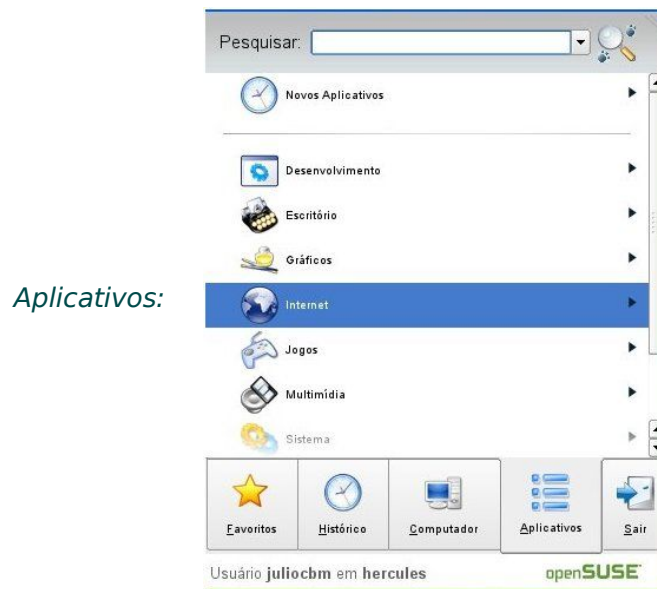 Pesquisar:
Novos Aplicativos
Desenvolvimento
Escritório
Gráficos
Aplicativos:
Internet
Jogos
Multimídia
Sistema
Favoritos Histórico Computador Aplicativos Sair
Usuário juliocbm em hercules openSUSE